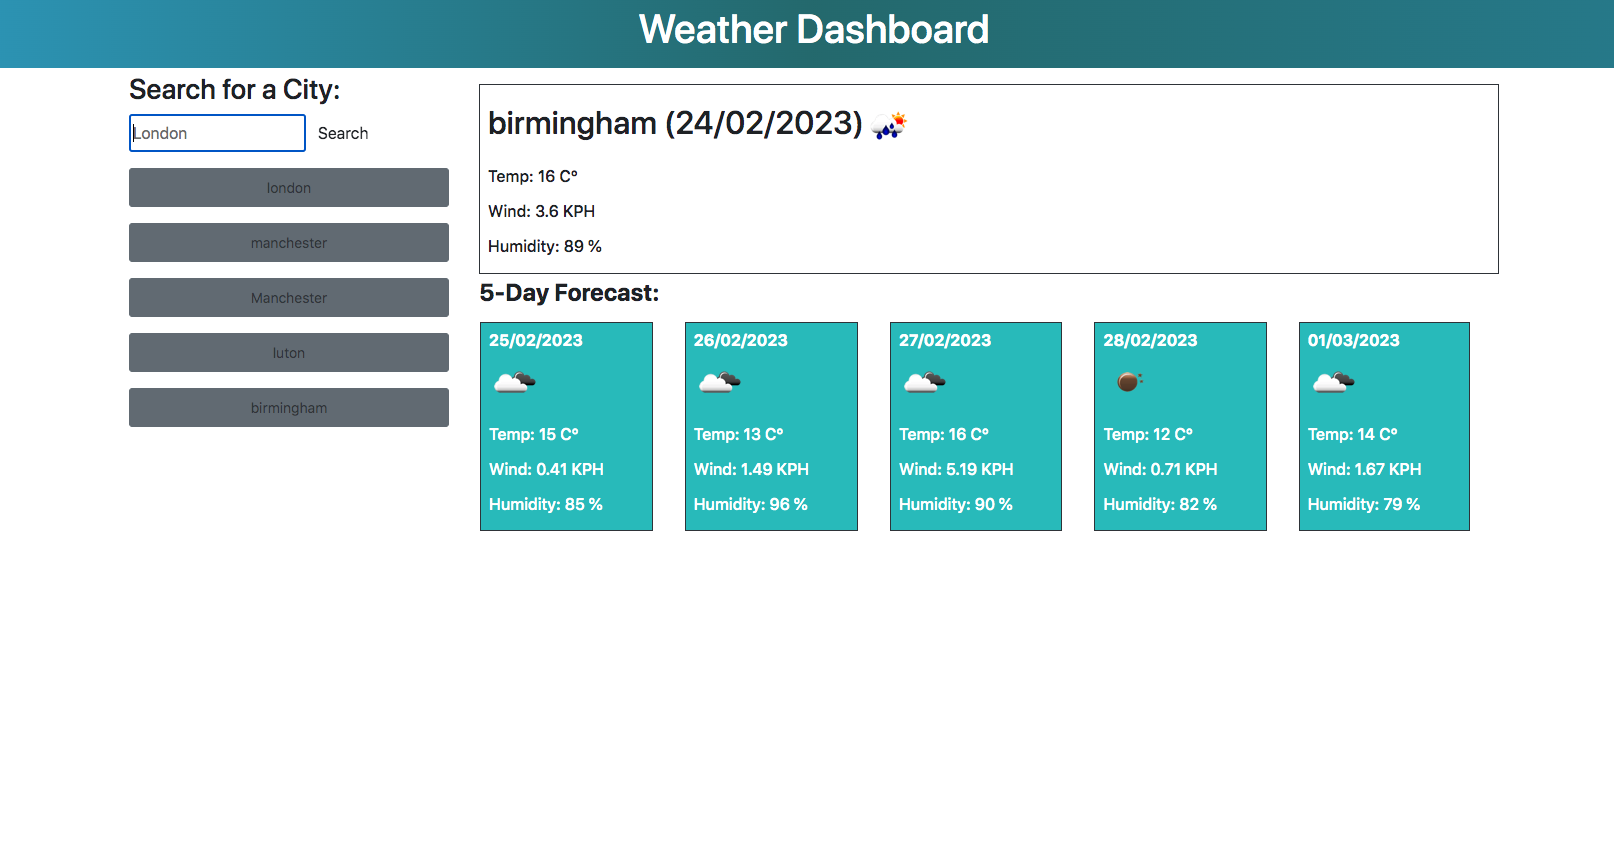 Weather Dashboard
Search for a City:
London
Search
london
manchester
Manchester
luton
birmingham
birmingham (24/02/2023)
Temp: 16 C°
Wind: 3.6 KPH
Humidity: 89 %
5-Day Forecast:
25/02/2023
Temp: 15 C°
Wind: 0.41 KPH
Humidity: 85 %
26/02/2023
Temp: 13 C°
Wind: 1.49 KPH
Humidity: 96 %
27/02/2023
Temp: 16 C°
Wind: 5.19 KPH
Humidity: 90 %
28/02/2023
Temp: 12 C°
Wind: 0.71 KPH
Humidity: 82 %
01/03/2023
Temp: 14 C°
Wind: 1.67 KPH
Humidity: 79 %